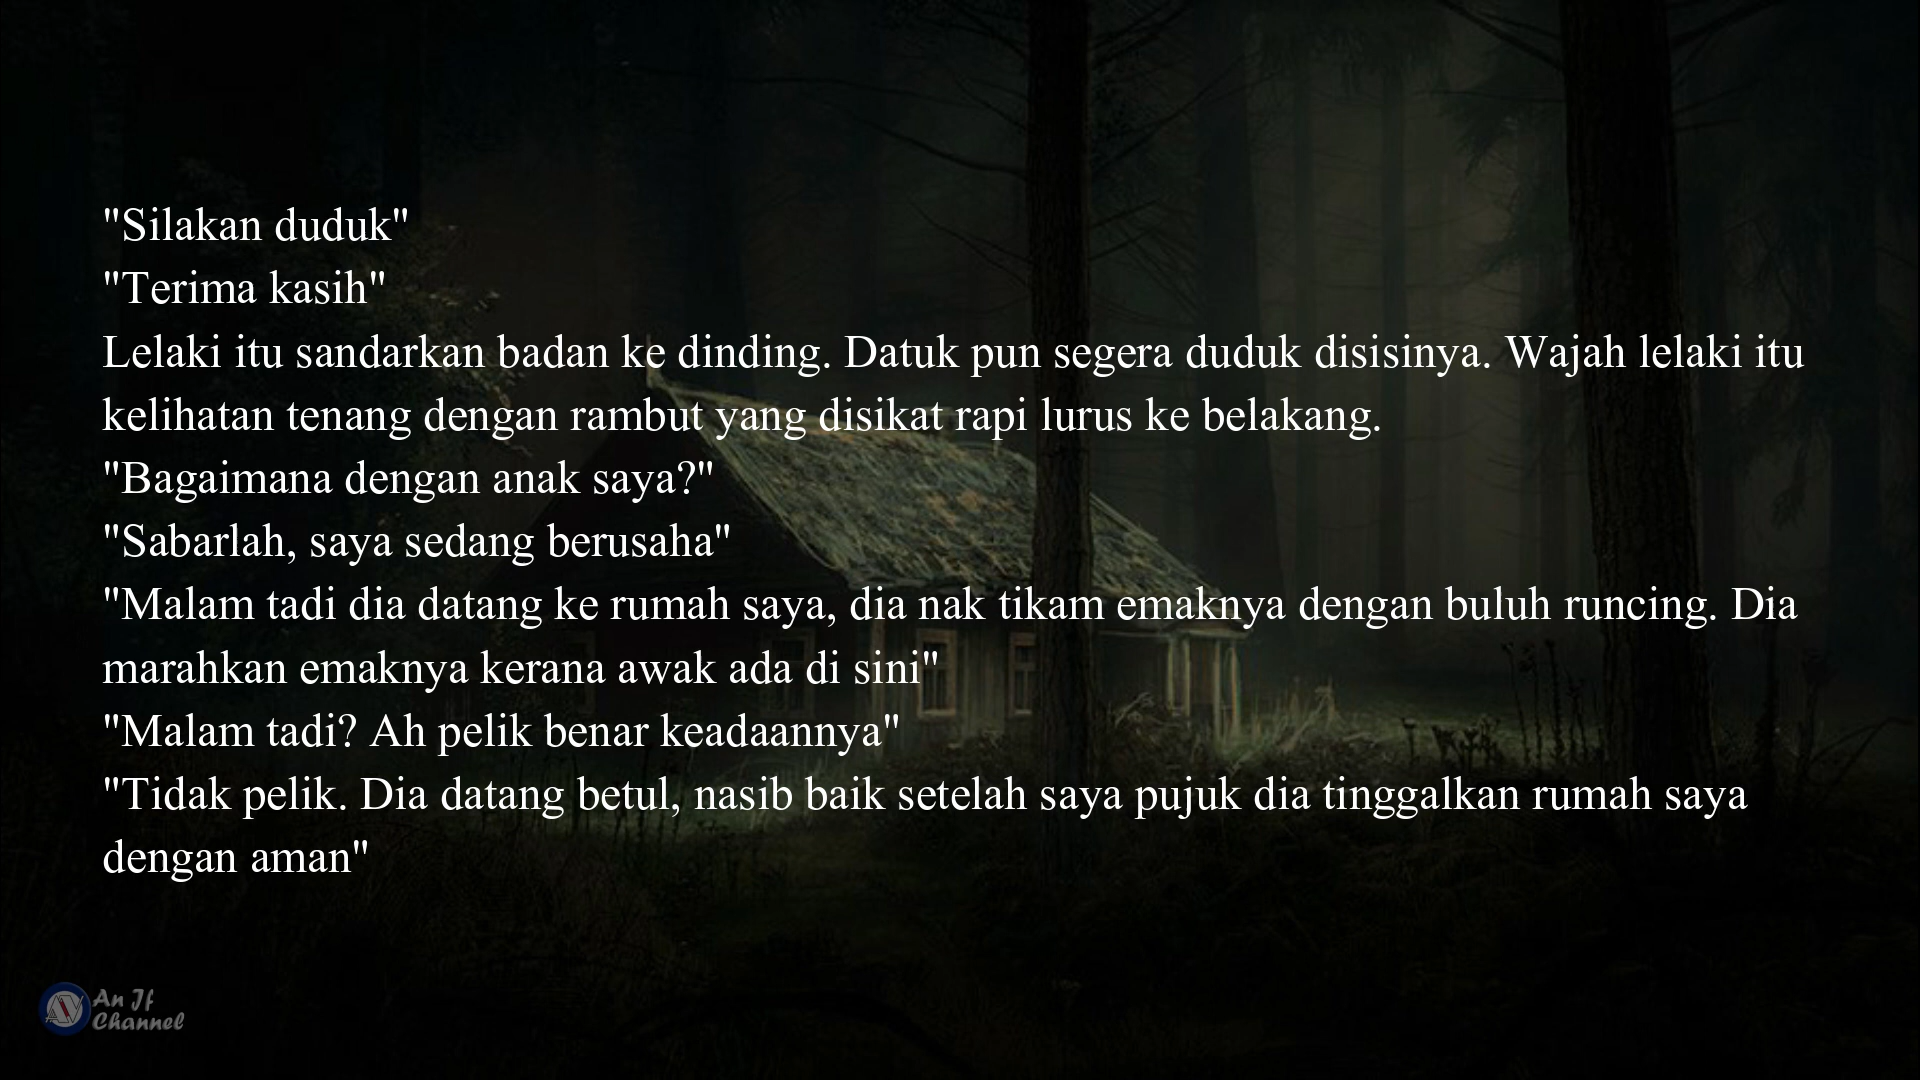 "Silakan duduk"
"Terima kasih"
Lelaki itu sandarkan badan ke dinding. Datuk pun segera duduk disisinya. Wajah lelaki itu
kelihatan tenang dengan rambut yang disikat rapi lurus ke belakang.
"Bagaimana dengan anak saya?"
"Sabarlah, saya sedang berusaha"
"Malam tadi dia datang ke rumah saya, dia nak tikam emaknya dengan buluh runcing. Dia
marahkan emaknya kerana awak ada di sini"
"Malam tadi? Ah pelik benar keadaannya"
"Tidak pelik. Dia datang betul, nasib baik setelah saya pujuk dia tinggalkan rumah saya
dengan aman"
An If
Channel